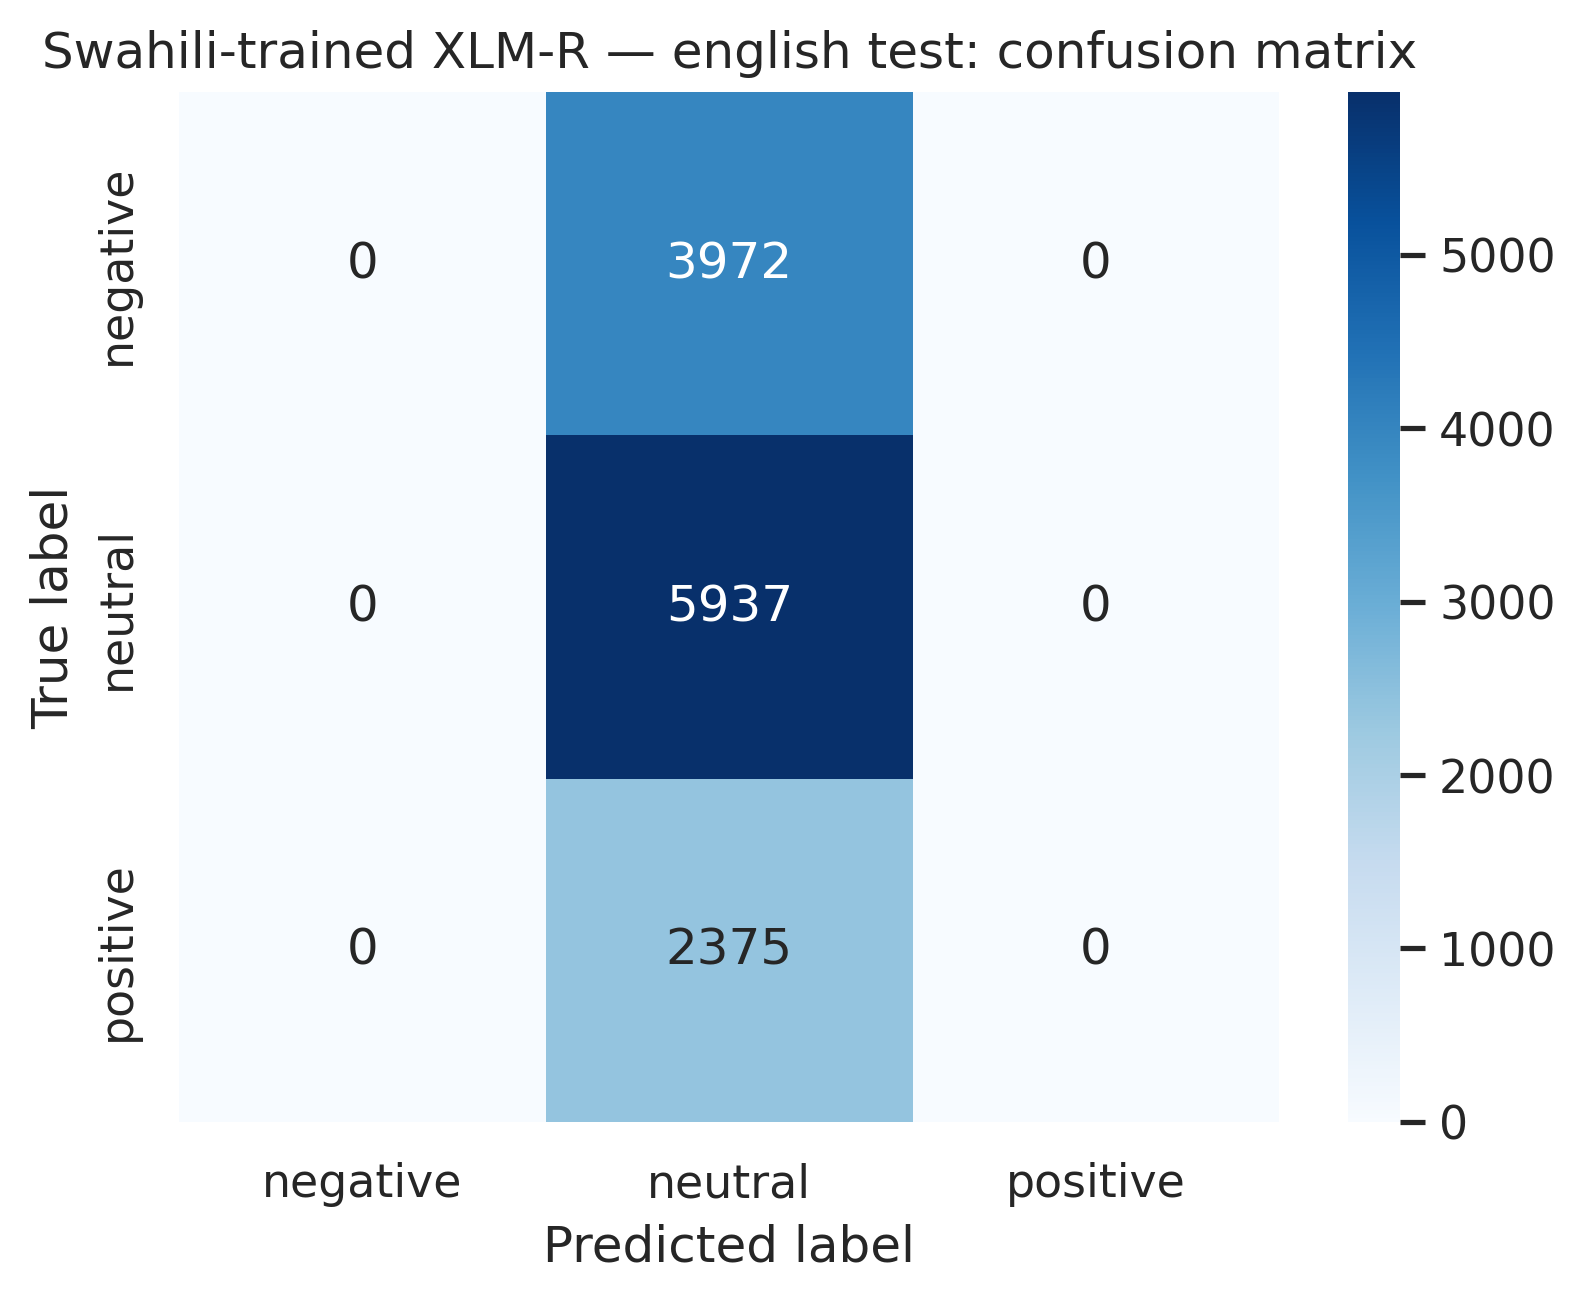 Swahili-trained XLM-R — english test: confusion matrix
True label
negative
0 3972 0
neutral
0 5937 0
positive
0 2375 0
negative neutral positive
Predicted label
5000
4000
3000
2000
1000
0